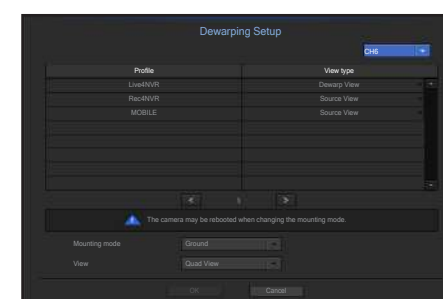 Dewarping Setup
CH6
Profile View type
Live4NVR Dewarp View
Rec4NVR Source View
MOBILE Source View
The camera may be rebooted when changing the mounting mode.
Mounting mode Ground
View Quad View
OK Cancel